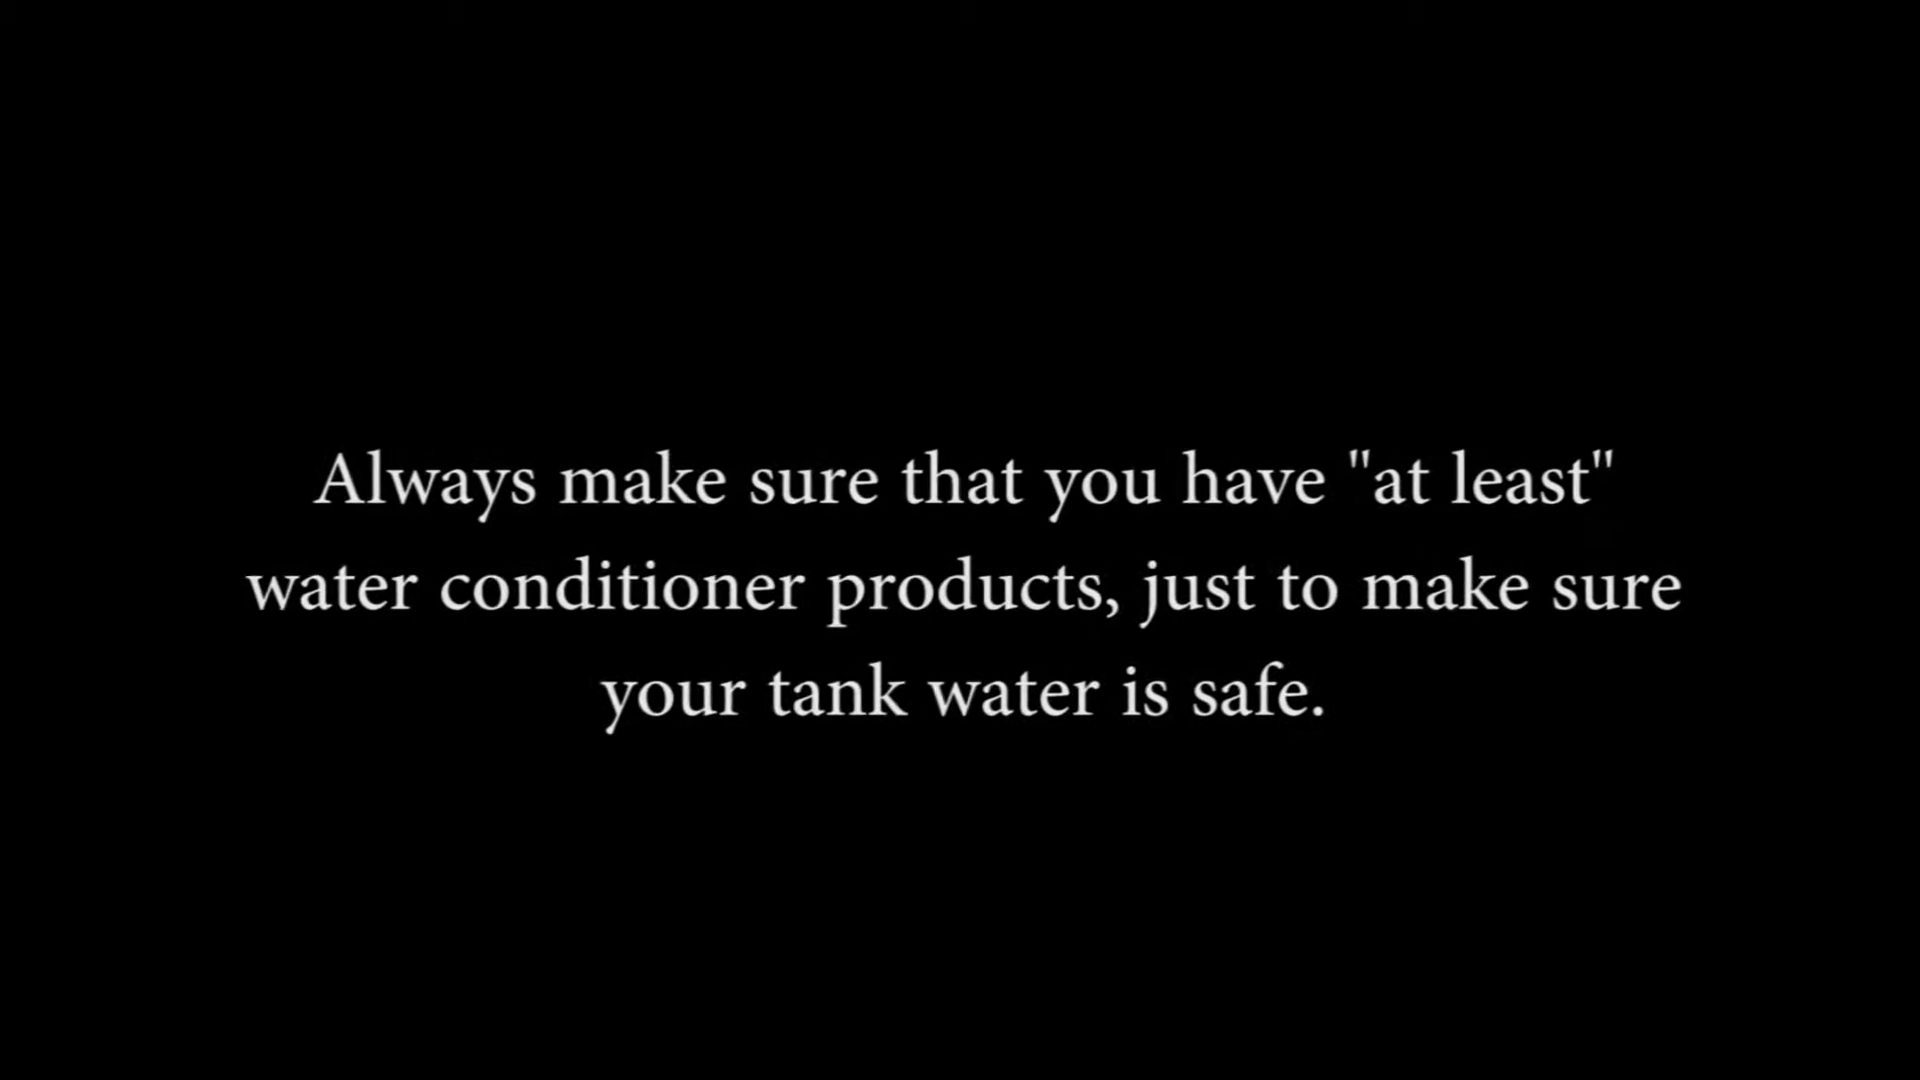 Always make sure that you have "at least"
water conditioner products, just to make sure
your tank water is safe.